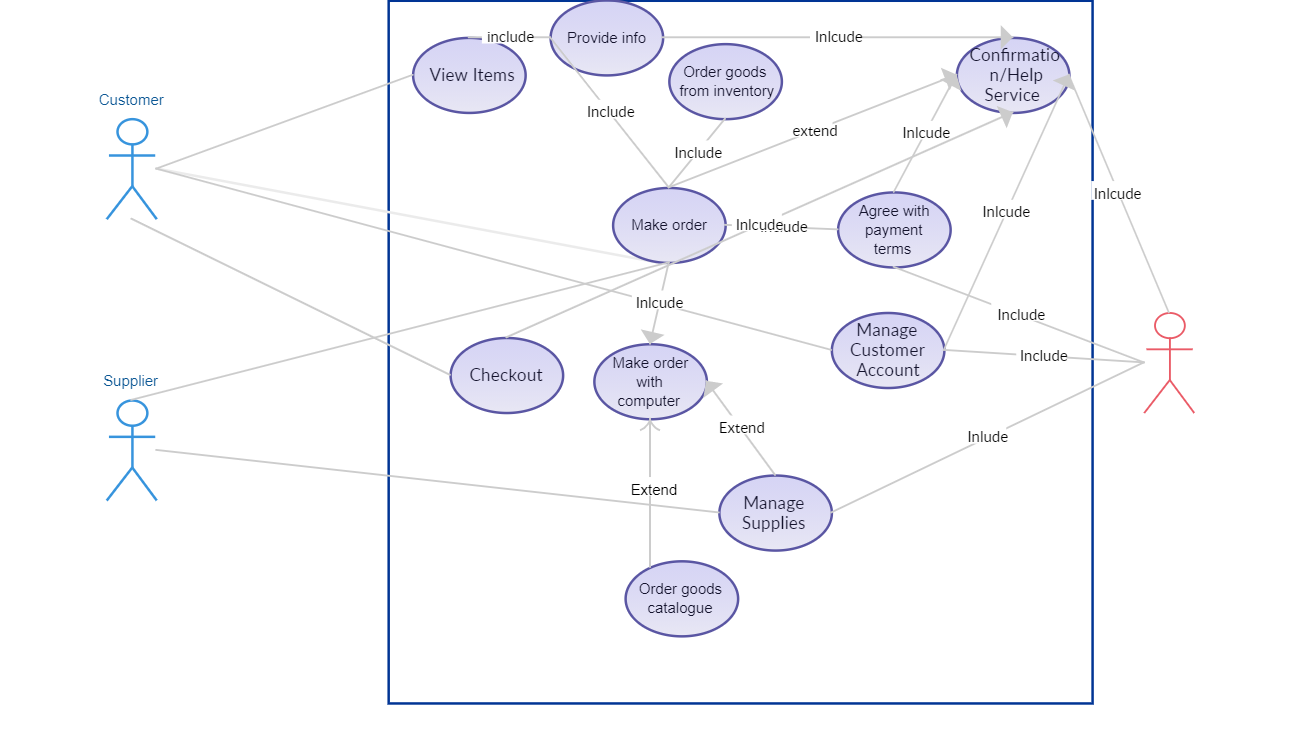 include
Provide info
Inlcude
Confirmatio
n/Help
Service
View Items
Order goods
from inventory
Customer
Include
extend
Inlcude
Include
Inlcude
Inlcude
Make order
Inlcude
Agree with
payment
terms
Inlcude
Include
Manage
Customer
Account
Include
Checkout
Make order
with
computer
Supplier
Extend
Inlude
Extend
Manage
Supplies
Order goods
catalogue